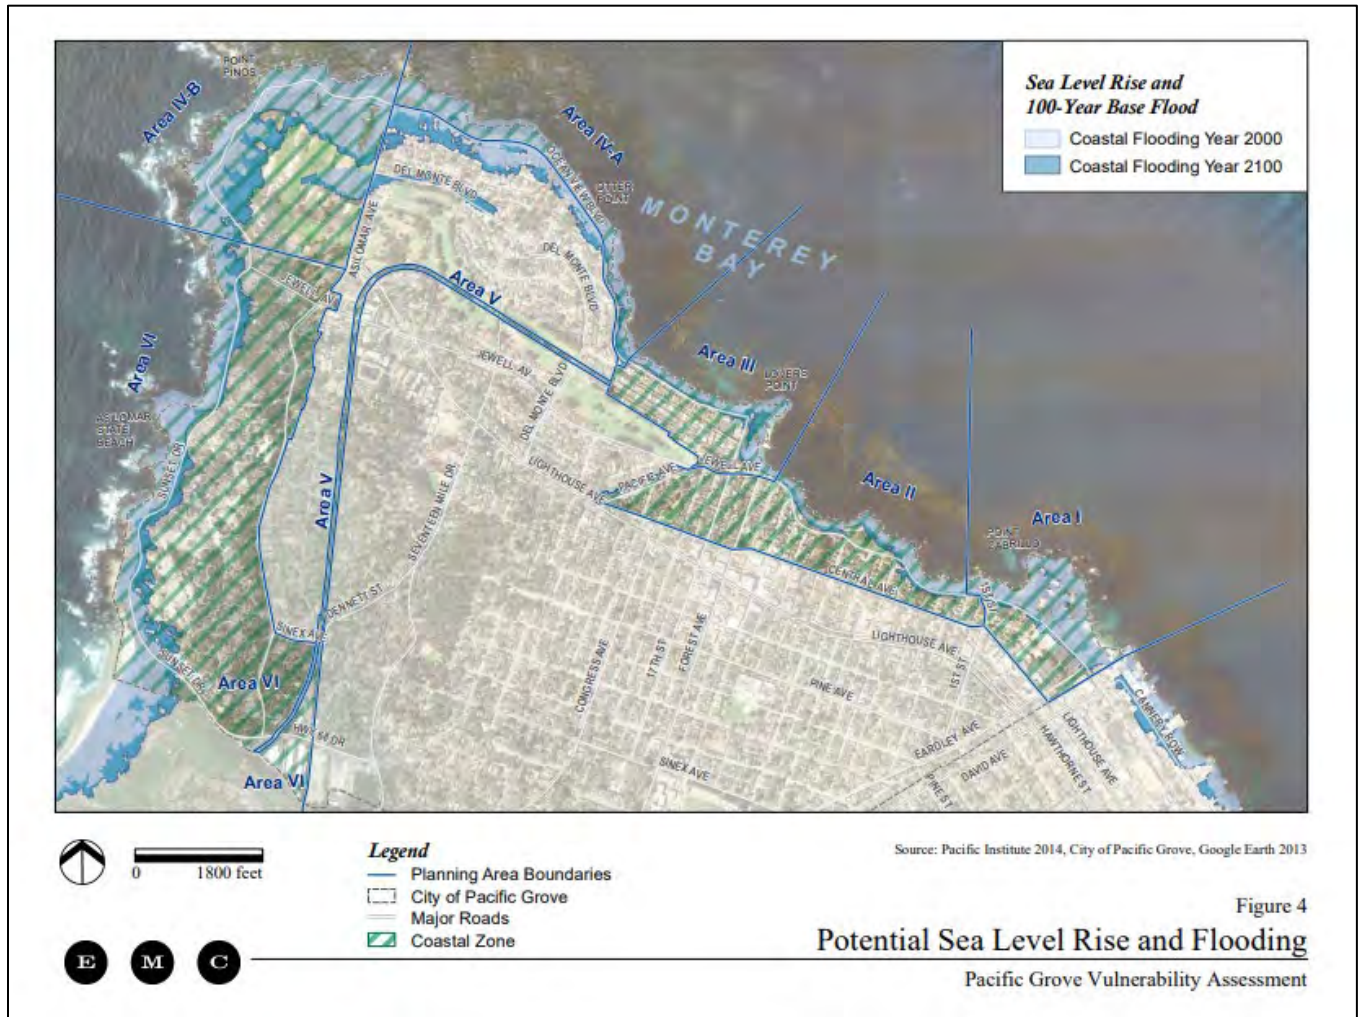 Sea Level Rise and
100-Year Base Flood
Coastal Flooding Year 2000
Coastal Flooding Year 2100
POINT
PINOS
Area IV-B
Area IV-A
OCEANVIEW BLVD
OTTER
POINT
MONTEREY
BAY
DEL MONTE BLVD
ASILOMAR AVE
DEL MONTE BLVD
Area V
JEWELL AVE
Area VI
Area III
LOVERS
POINT
JEWELL AV
DEL MONTE BLVD
ASILOMAR
STATE
BEACH
SUNSET DR
LIGHTHOUSE AVE
PACIFIC AVE
JEWELL AVE
Area II
Area V
SEVENTEEN MILE DR
Area I
POINT
CABRILLO
CENTRAL AVE
1ST ST
DENNETT ST
SINEX AVE
LIGHTHOUSE AVE
CONGRESS AVE
17TH ST
FOREST AVE
1ST ST
SUNSET DR
Area VI
PINE AVE
HWY 68 DR
CANNERY ROW
LIGHTHOUSE AVE
HAWTHORNE ST
EARDLEY AVE
DAVID AVE
PINE ST
SINEX AVE
Area VI
0 1800 feet
Legend
Planning Area Boundaries
City of Pacific Grove
Major Roads
Coastal Zone
Source: Pacific Institute 2014, City of Pacific Grove, Google Earth 2013
Figure 4
Potential Sea Level Rise and Flooding
Pacific Grove Vulnerability Assessment
E M C